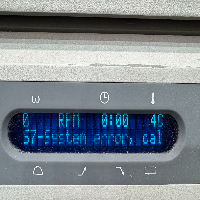 ω
0 RPM 0:00 4C
57-System error, cal